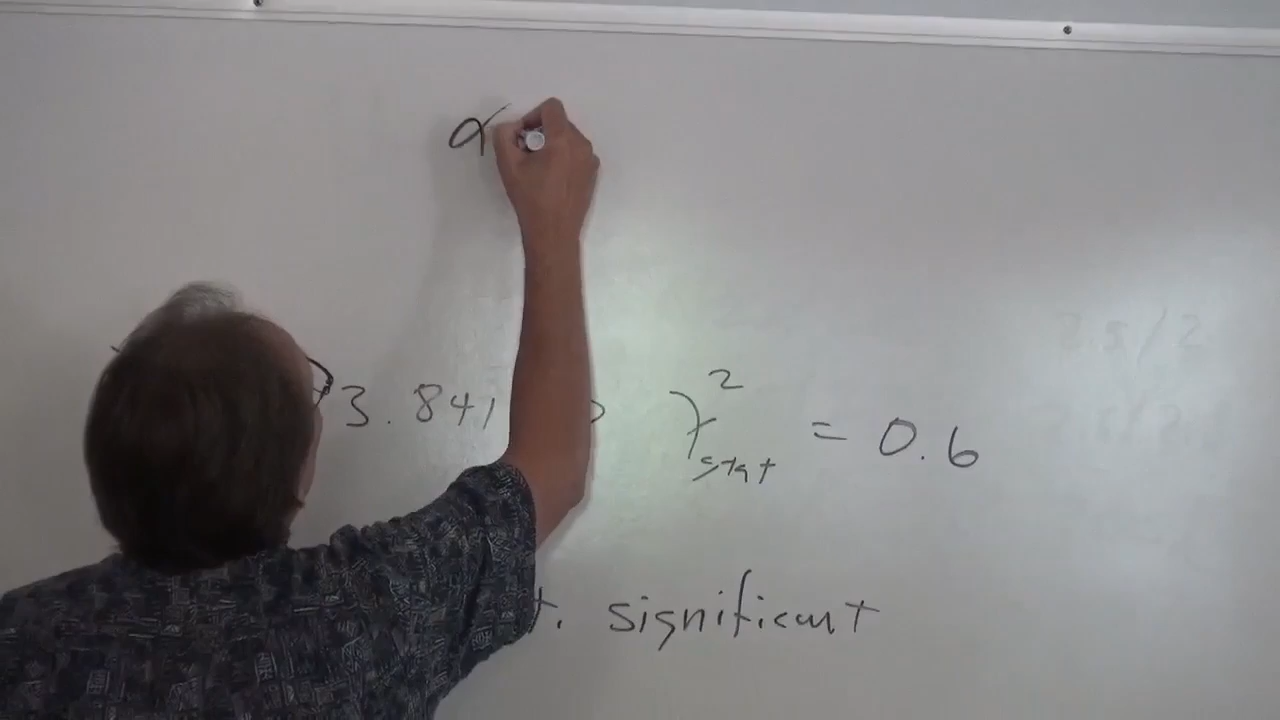 α
3.841 > χ²stat = 0.6
t. significant